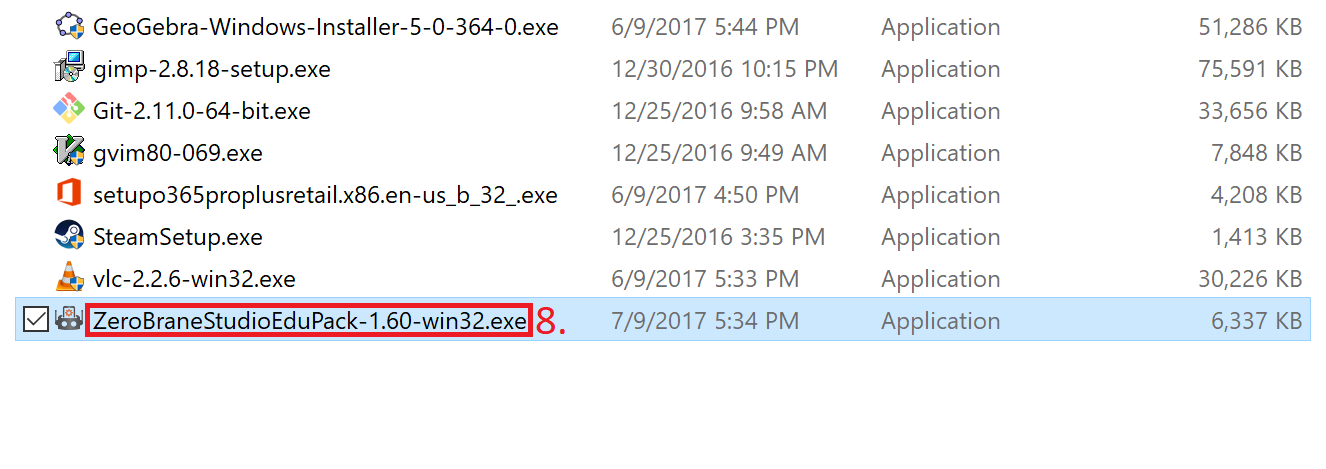 GeoGebra-Windows-Installer-5-0-364-0.exe 6/9/2017 5:44 PM Application 51,286 KB
gimp-2.8.18-setup.exe 12/30/2016 10:15 PM Application 75,591 KB
Git-2.11.0-64-bit.exe 12/25/2016 9:58 AM Application 33,656 KB
gvim80-069.exe 12/25/2016 9:49 AM Application 7,848 KB
setupo365proplusretail.x86.en-us_b_32_.exe 6/9/2017 4:50 PM Application 4,208 KB
SteamSetup.exe 12/25/2016 3:35 PM Application 1,413 KB
vlc-2.2.6-win32.exe 6/9/2017 5:33 PM Application 30,226 KB
ZeroBraneStudioEduPack-1.60-win32.exe 8. 7/9/2017 5:34 PM Application 6,337 KB